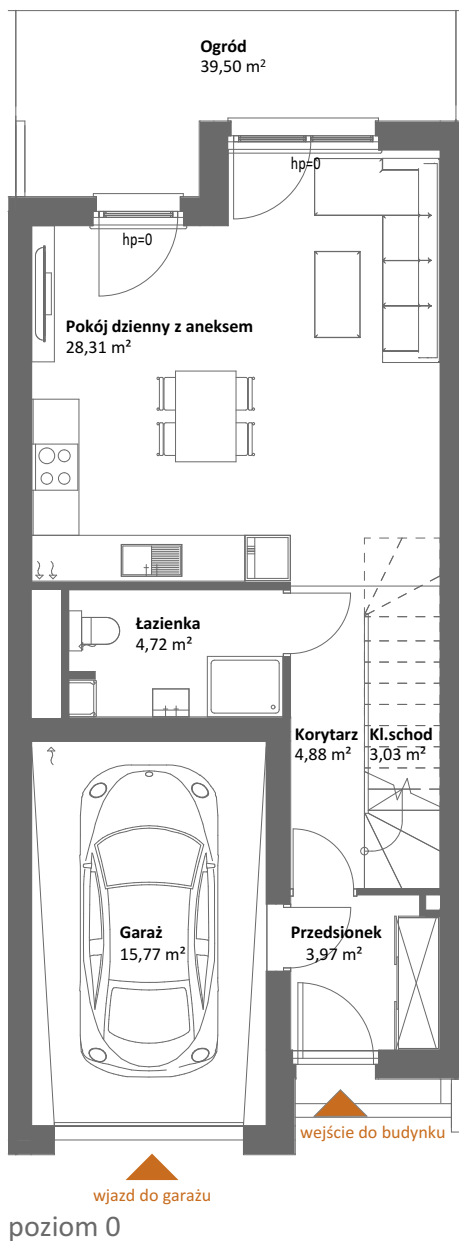 Ogród
39,50 m²
hp=0
hp=0
Pokój dzienny z aneksem
28,31 m²
Łazienka
4,72 m²
Korytarz
4,88 m²
Kl.schod
3,03 m²
Garaż
15,77 m²
Przedsionek
3,97 m²
wejście do budynku
wjazd do garażu
poziom 0